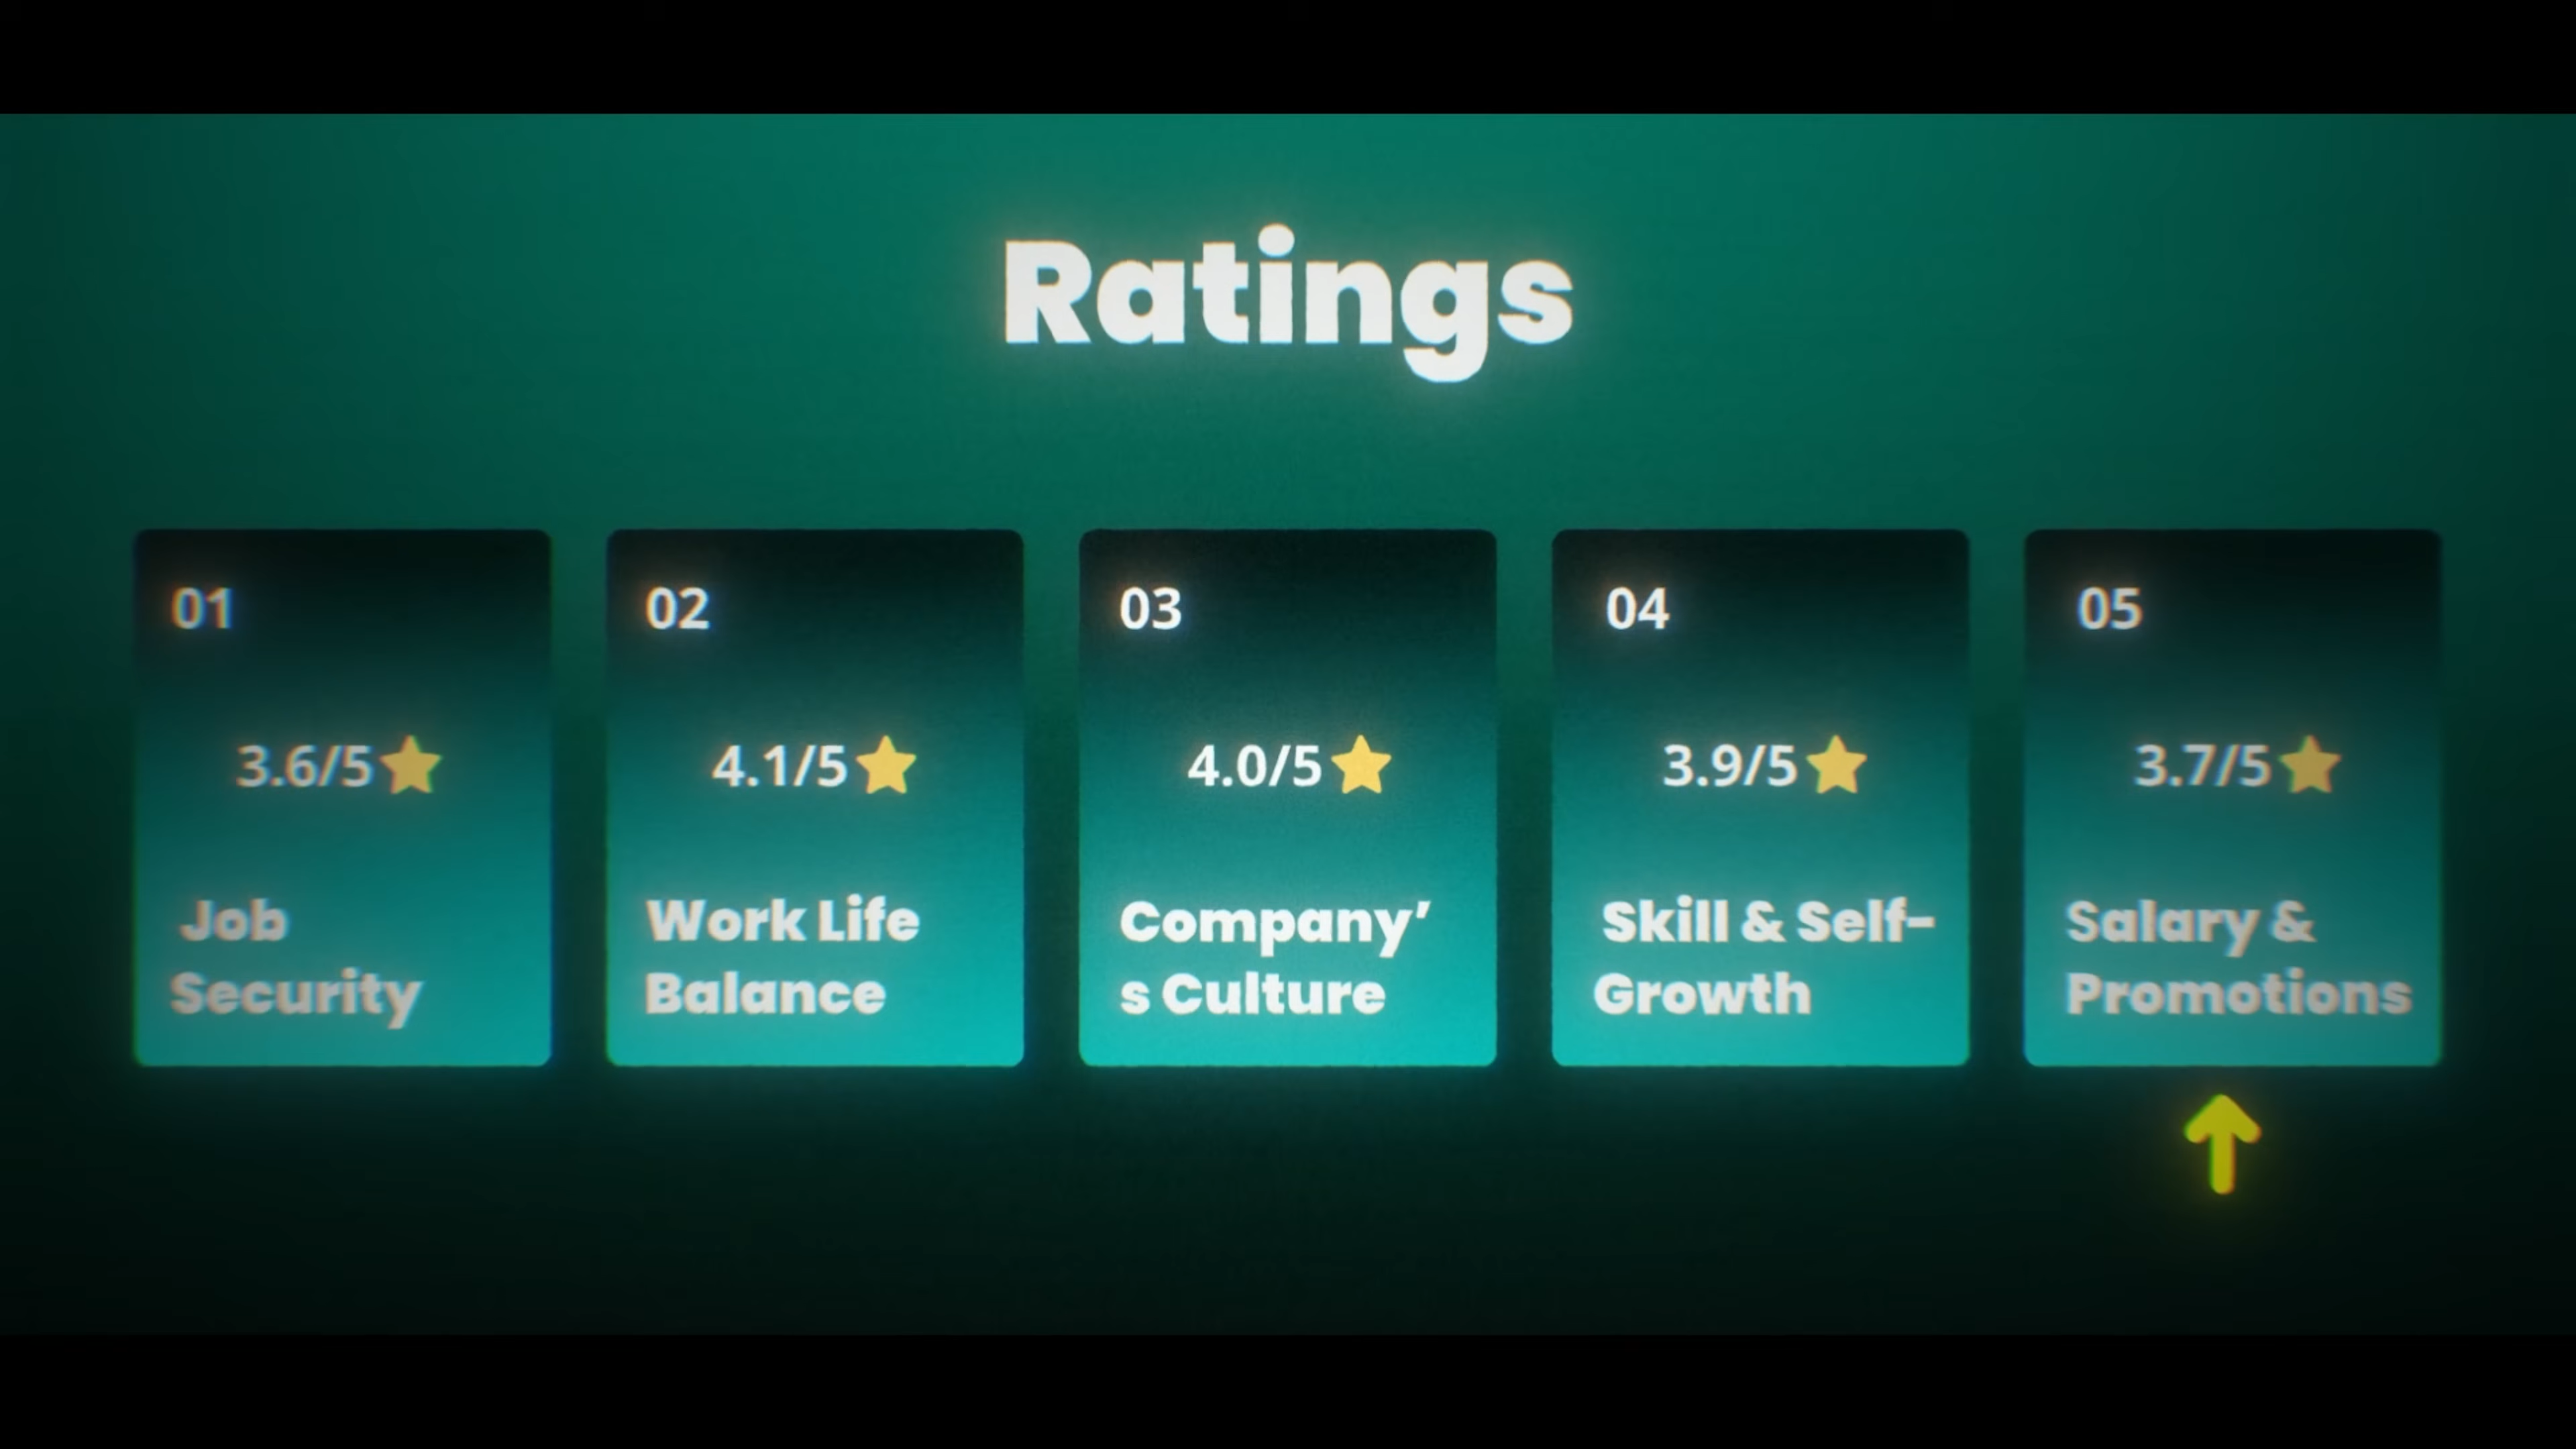 Ratings
01
3.6/5
Job
Security
02
4.1/5
Work Life
Balance
03
4.0/5
Company’
s Culture
04
3.9/5
Skill & Self-
Growth
05
3.7/5
Salary &
Promotions